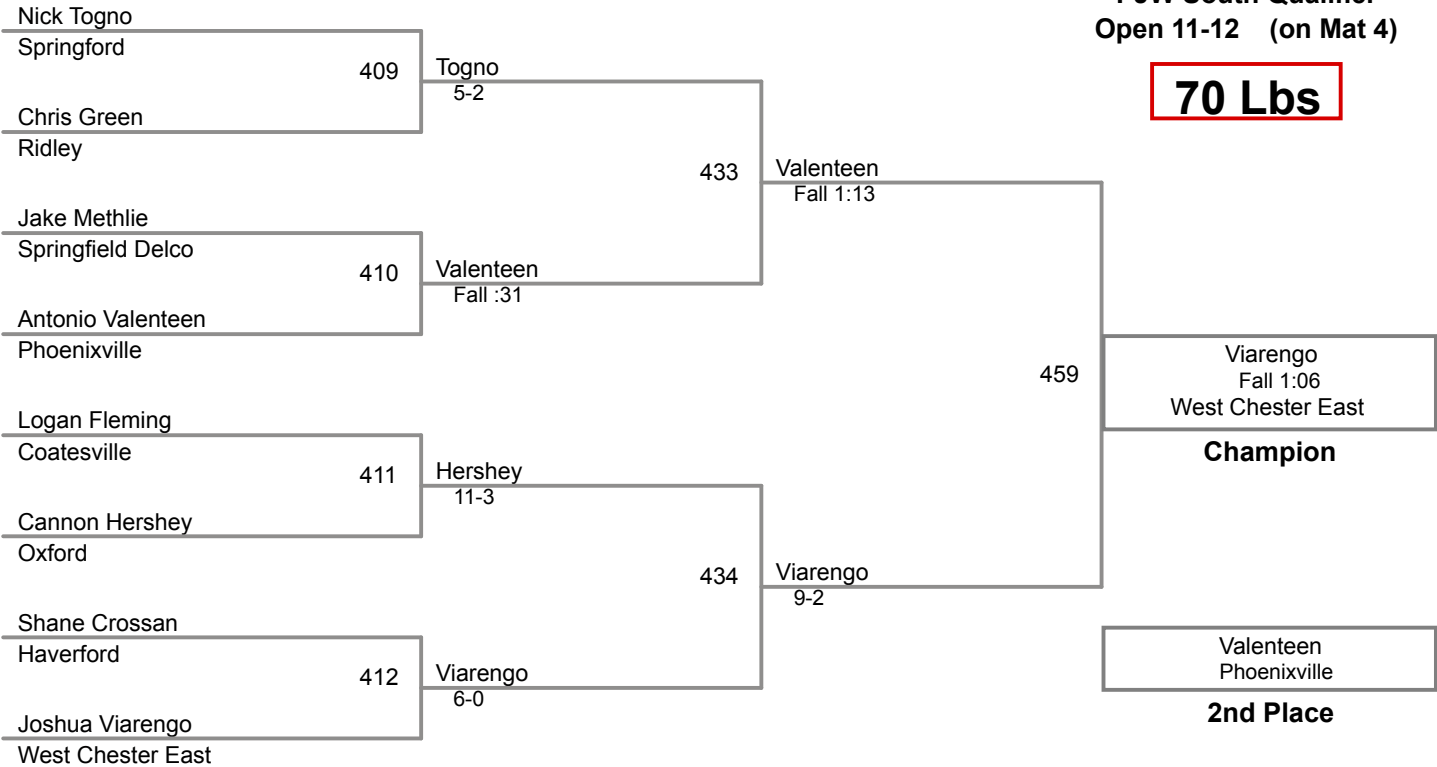 Open 11-12 (on Mat 4)
70 Lbs
Nick Togno
Springford
409
Togno
5-2
Chris Green
Ridley
433
Valenteen
Fall 1:13
Jake Methlie
Springfield Delco
410
Valenteen
Fall :31
Antonio Valenteen
Phoenixville
459
Viarengo
Fall 1:06
West Chester East
Champion
Logan Fleming
Coatesville
411
Hershey
11-3
Cannon Hershey
Oxford
434
Viarengo
9-2
Shane Crossan
Haverford
412
Viarengo
6-0
Joshua Viarengo
West Chester East
Valenteen
Phoenixville
2nd Place